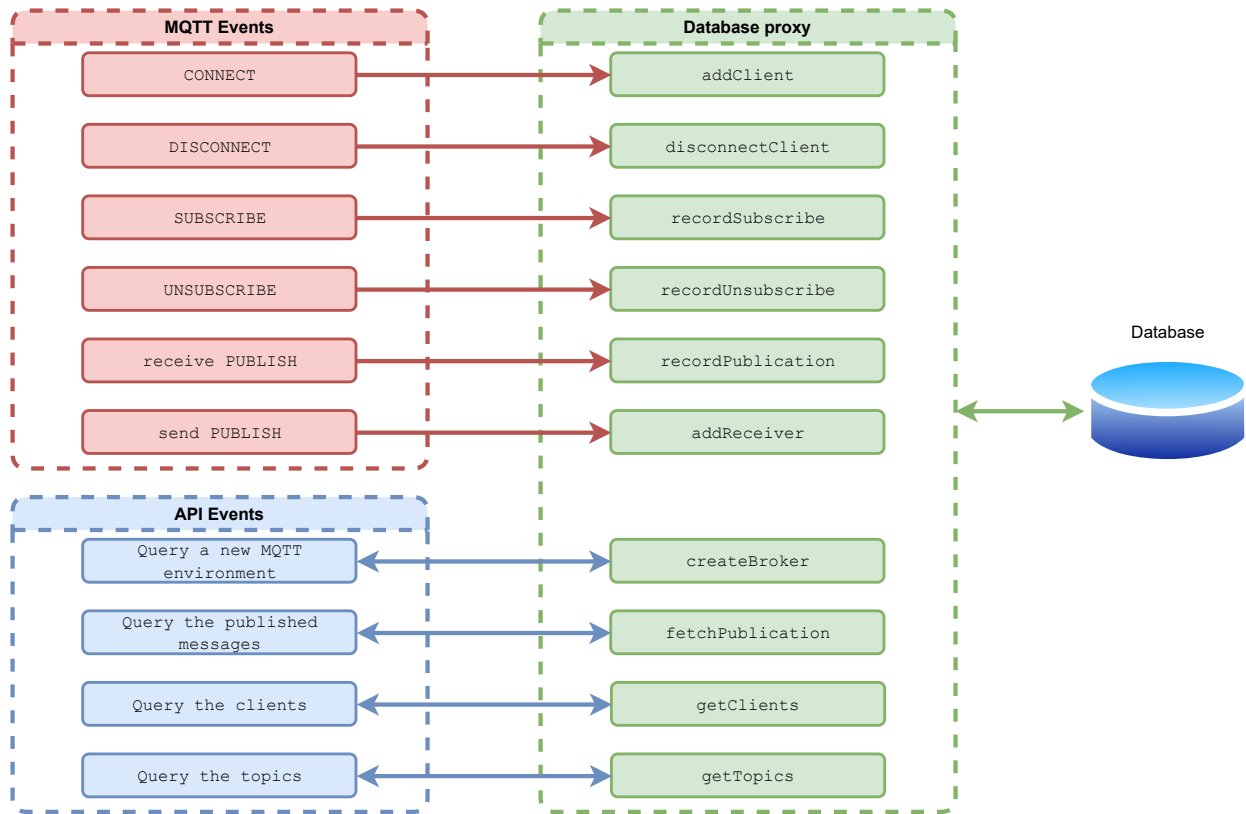 MQTT Events
Database proxy
CONNECT
addClient
DISCONNECT
disconnectClient
SUBSCRIBE
recordSubscribe
UNSUBSCRIBE
recordUnsubscribe
Database
receive PUBLISH
recordPublication
send PUBLISH
addReceiver
API Events
Query a new MQTT
environment
createBroker
Query the published
messages
fetchPublication
Query the clients
getClients
Query the topics
getTopics